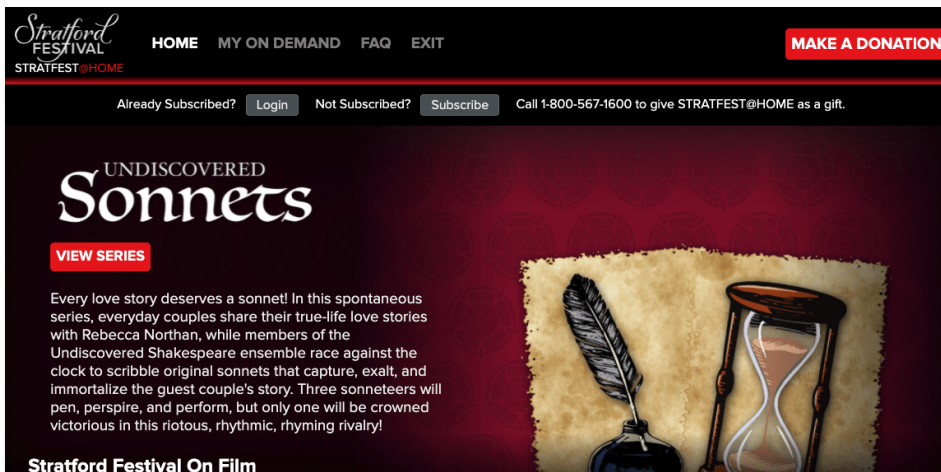 Stratford
FESTIVAL
STRATFEST@HOME
HOME MY ON DEMAND FAQ EXIT
MAKE A DONATION
Already Subscribed? Login Not Subscribed? Subscribe Call 1-800-567-1600 to give STRATFEST@HOME as a gift.
UNDISCOVERED
Sonnets
VIEW SERIES
Every love story deserves a sonnet! In this spontaneous
series, everyday couples share their true-life love stories
with Rebecca Northan, while members of the
Undiscovered Shakespeare ensemble race against the
clock to scribble original sonnets that capture, exalt, and
immortalize the guest couple's story. Three sonneteers will
pen, perspire, and perform, but only one will be crowned
victorious in this riotous, rhythmic, rhyming rivalry!
Stratford Festival On Film